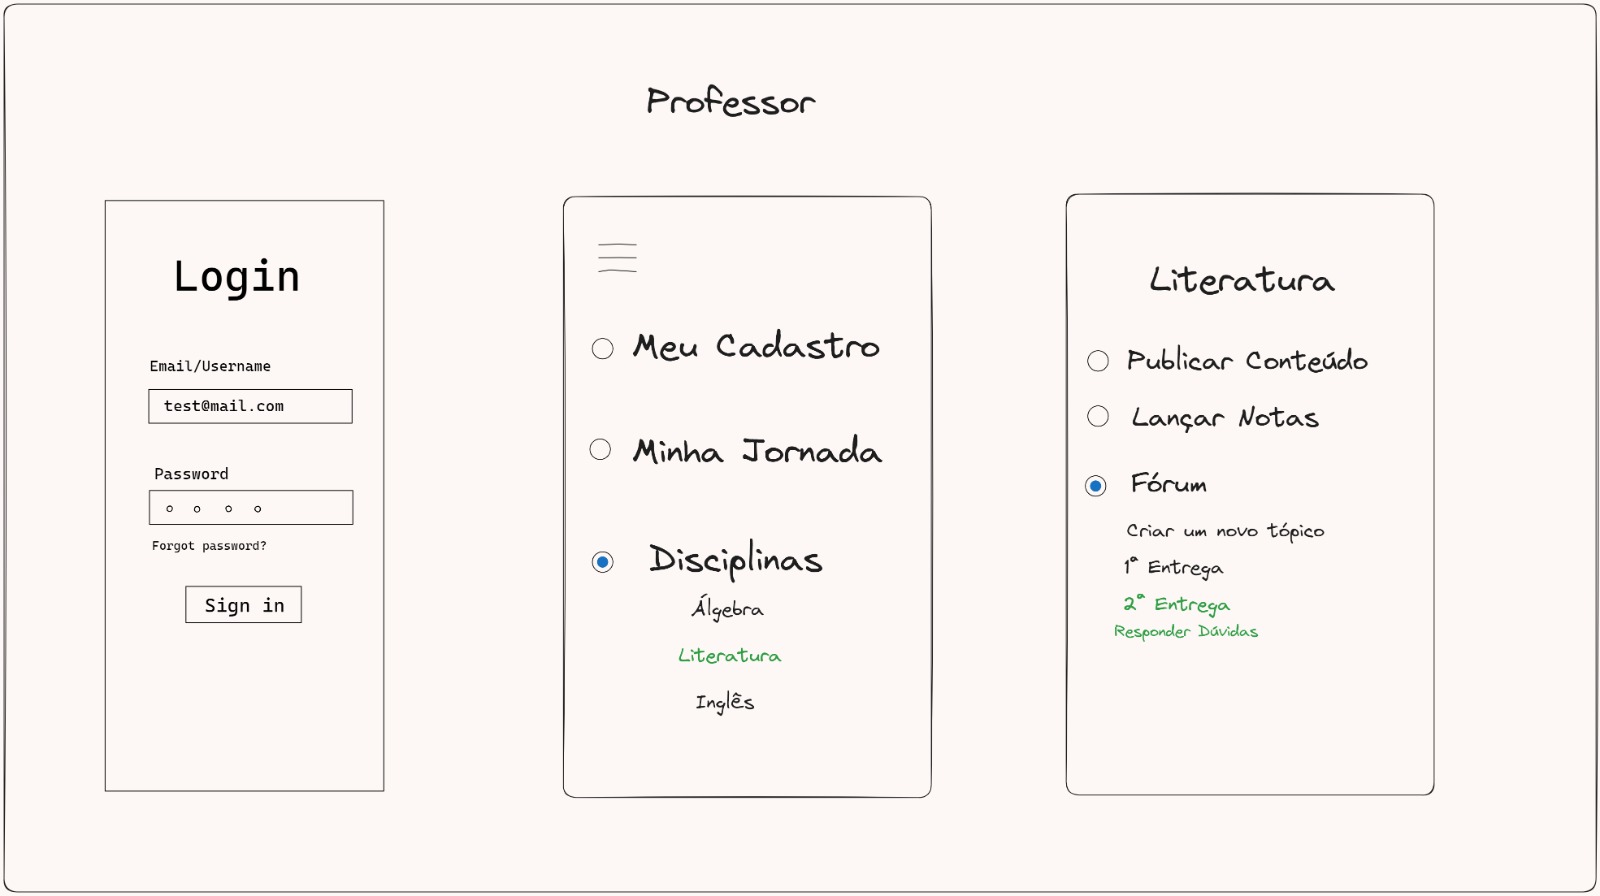 Professor
Login
Email/Username
test@mail.com
Password
Forgot password?
Sign in
Meu Cadastro
Minha Jornada
Disciplinas
Álgebra
Literatura
Inglês
Literatura
Publicar Conteúdo
Lançar Notas
Fórum
Criar um novo tópico
1ª Entrega
2ª Entrega
Responder Dúvidas